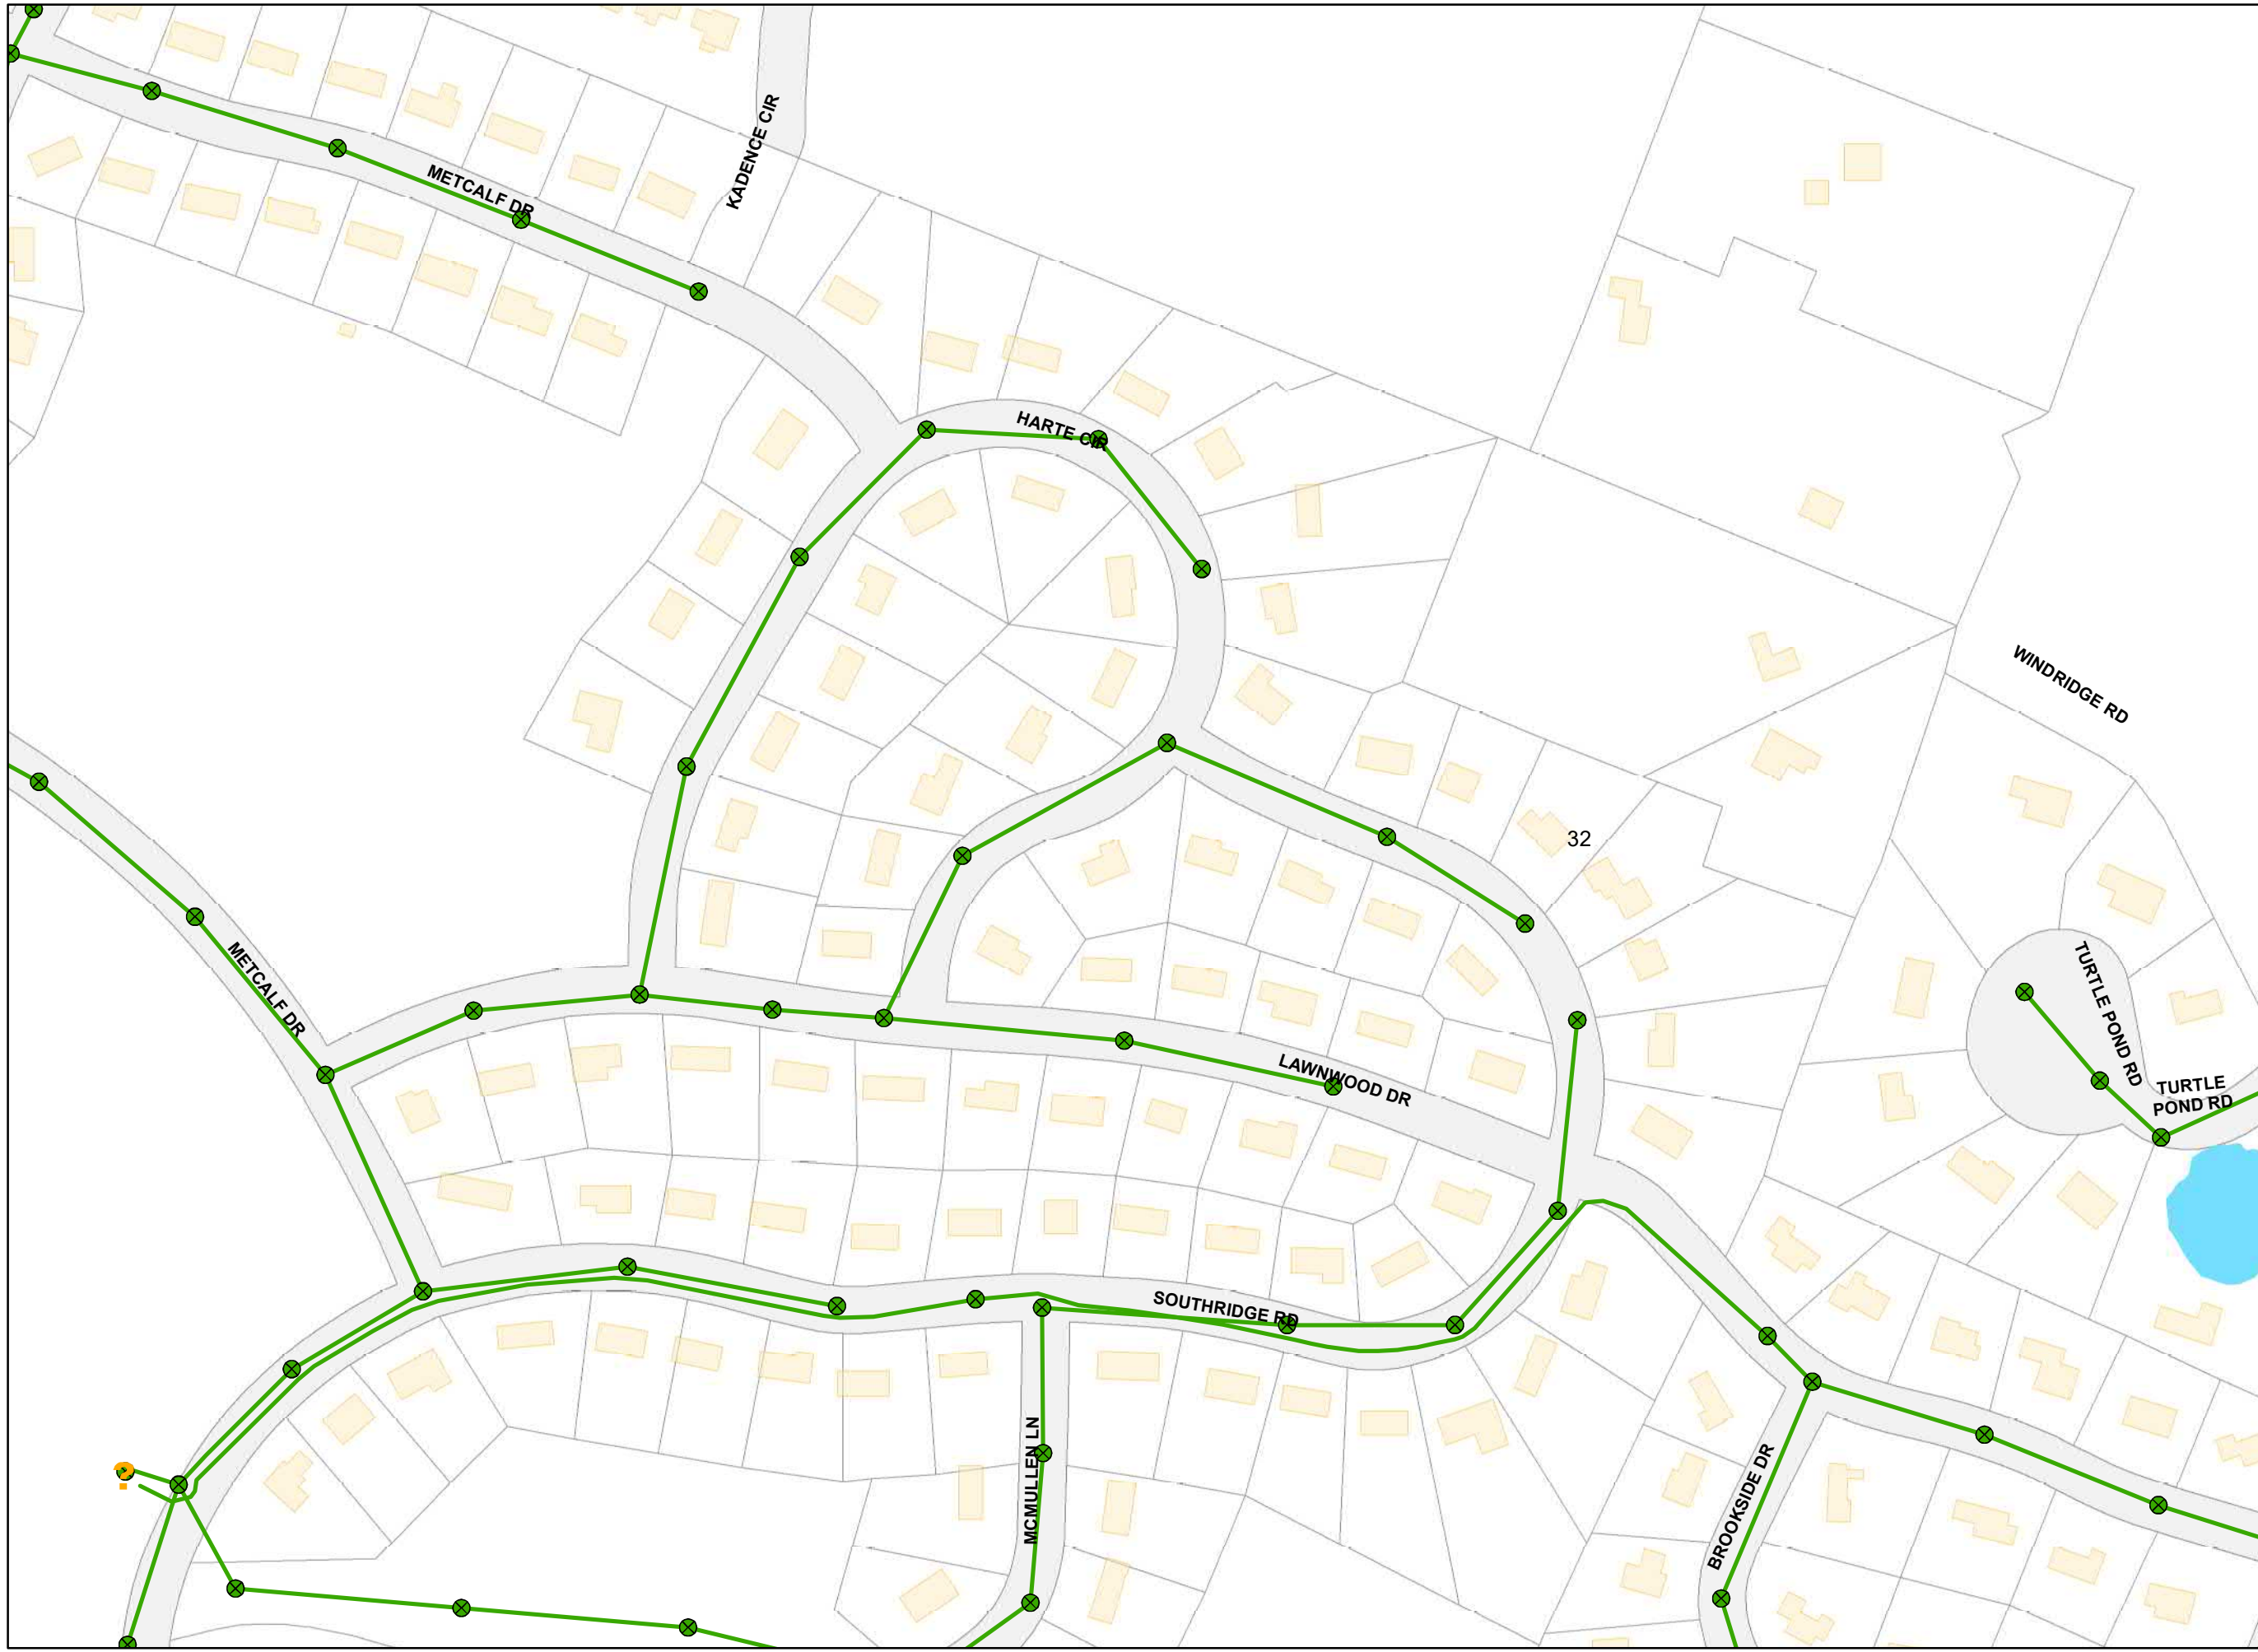 KADENCE CIR
METCALF DR
HARTE CIR
WINDRIDGE RD
32
METCALF DR
TURTLE POND RD
LAWNWOOD DR
TURTLE
POND RD
SOUTHRIDGE RD
MCMULLEN LN
BROOKSIDE DR
?